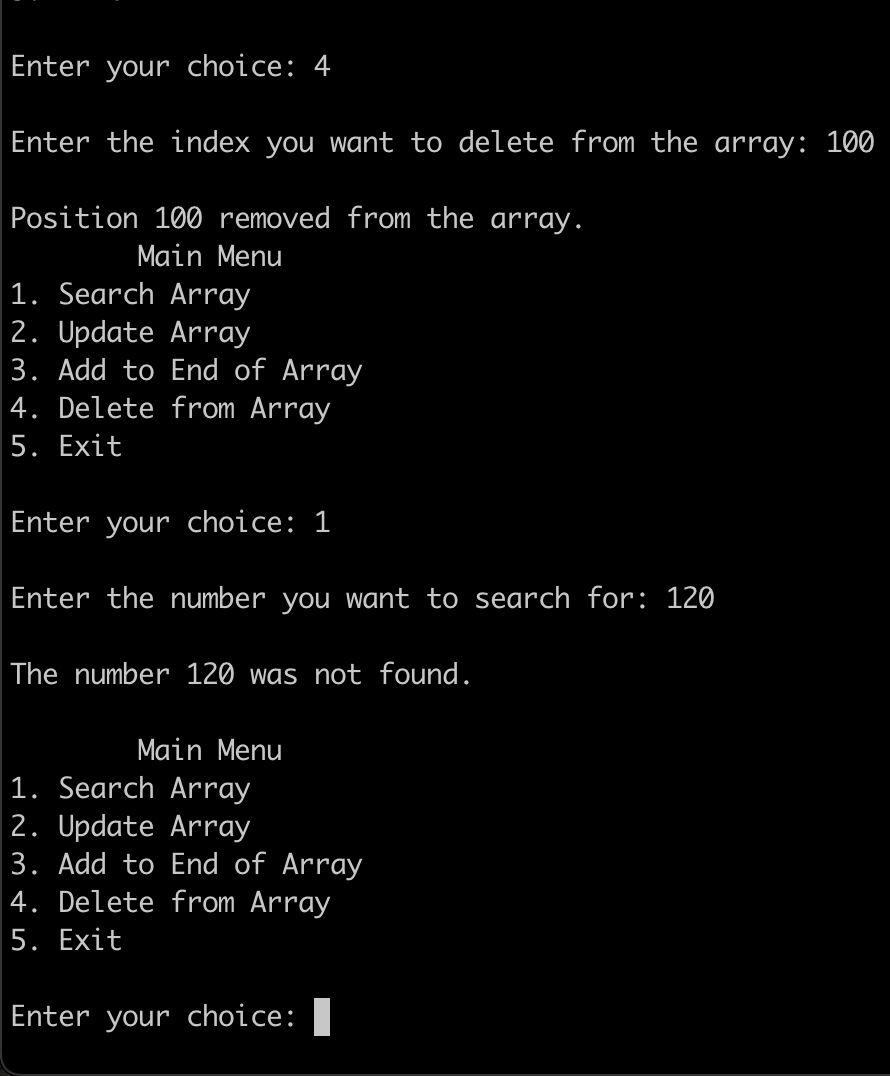 Enter your choice: 4
Enter the index you want to delete from the array: 100
Position 100 removed from the array.
Main Menu
1. Search Array
2. Update Array
3. Add to End of Array
4. Delete from Array
5. Exit
Enter your choice: 1
Enter the number you want to search for: 120
The number 120 was not found.
Main Menu
1. Search Array
2. Update Array
3. Add to End of Array
4. Delete from Array
5. Exit
Enter your choice: